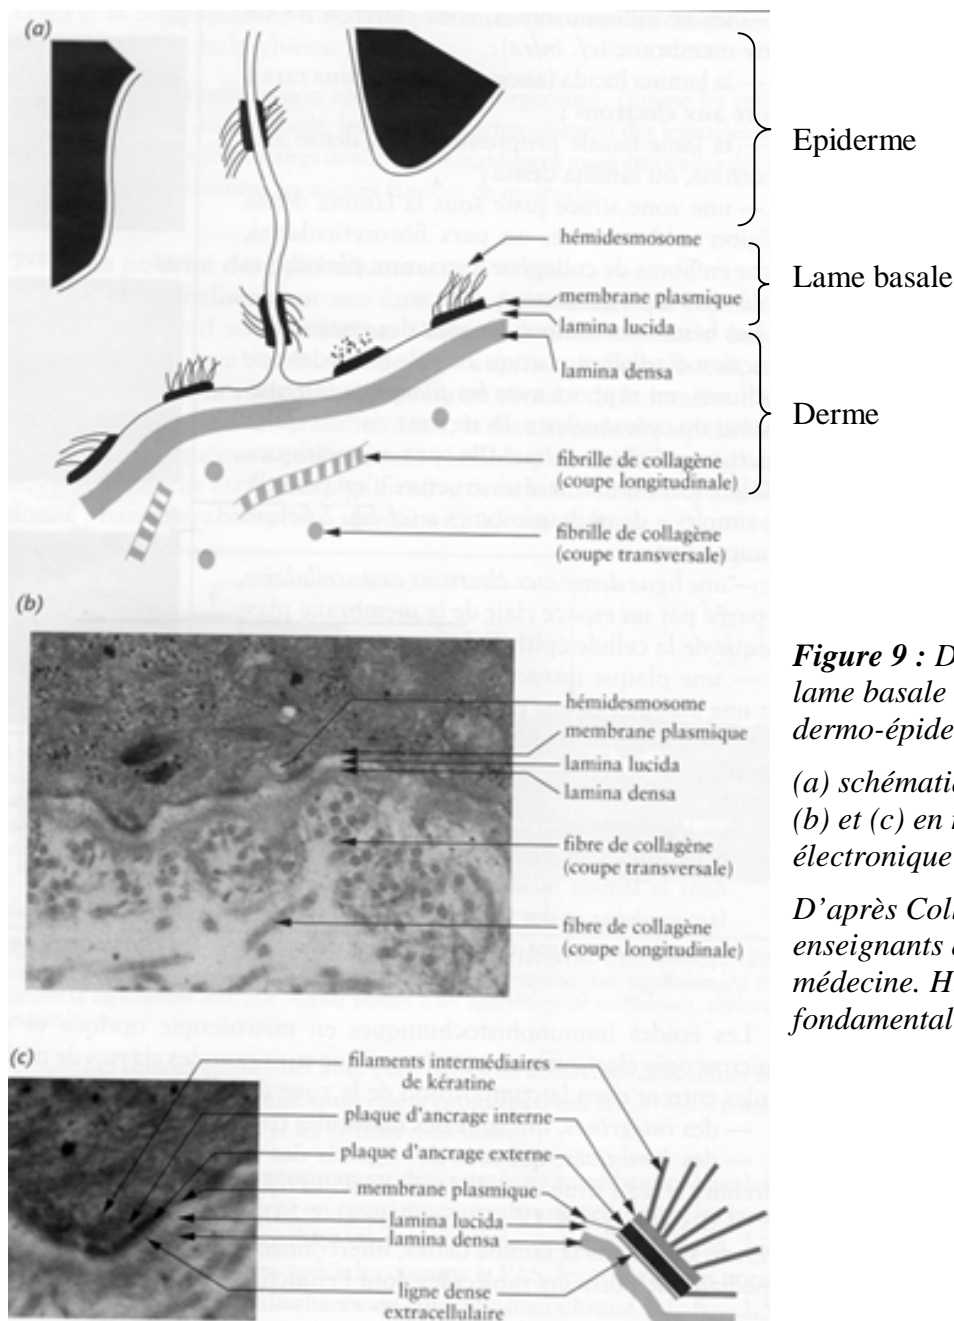 (a)
Epiderme
hémidesmosome
Lame basale
membrane plasmique
lamina lucida
lamina densa
Derme
fibrille de collagène
(coupe longitudinale)
fibrille de collagène
(coupe transversale)
(b)
hémidesmosome
membrane plasmique
lamina lucida
lamina densa
fibre de collagène
(coupe transversale)
fibre de collagène
(coupe longitudinale)
Figure 9 : D
lame basale
dermo-épide
(a) schématic
(b) et (c) en
électronique
D'après Coll
enseignants
médecine. H
fondamental
(c)
filaments intermédiaires
de kératine
plaque d'ancrage interne
plaque d'ancrage externe
membrane plasmique
lamina lucida
lamina densa
ligne dense
extracellulaire